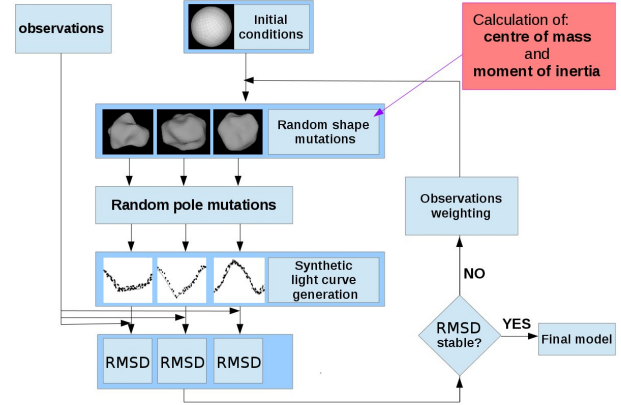 observations
Initial
conditions
Calculation of:
centre of mass
and
moment of inertia
Random shape
mutations
Random pole mutations
Observations
weighting
Synthetic
light curve
generation
NO
RMSD
stable?
YES
Final model
RMSD RMSD RMSD